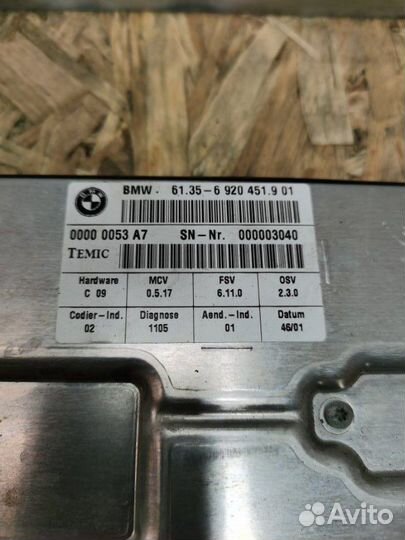 BMW. 61.35-6 920 451.9 01
0000 0053 A7 SN-Nr. 000003040
TEMIC
Hardware MCV FSV OSV
C 09 0.5.17 6.11.0 2.3.0
Codier-Ind. Diagnose Aend.-Ind. Datum
02 1105 01 46/01
Avito